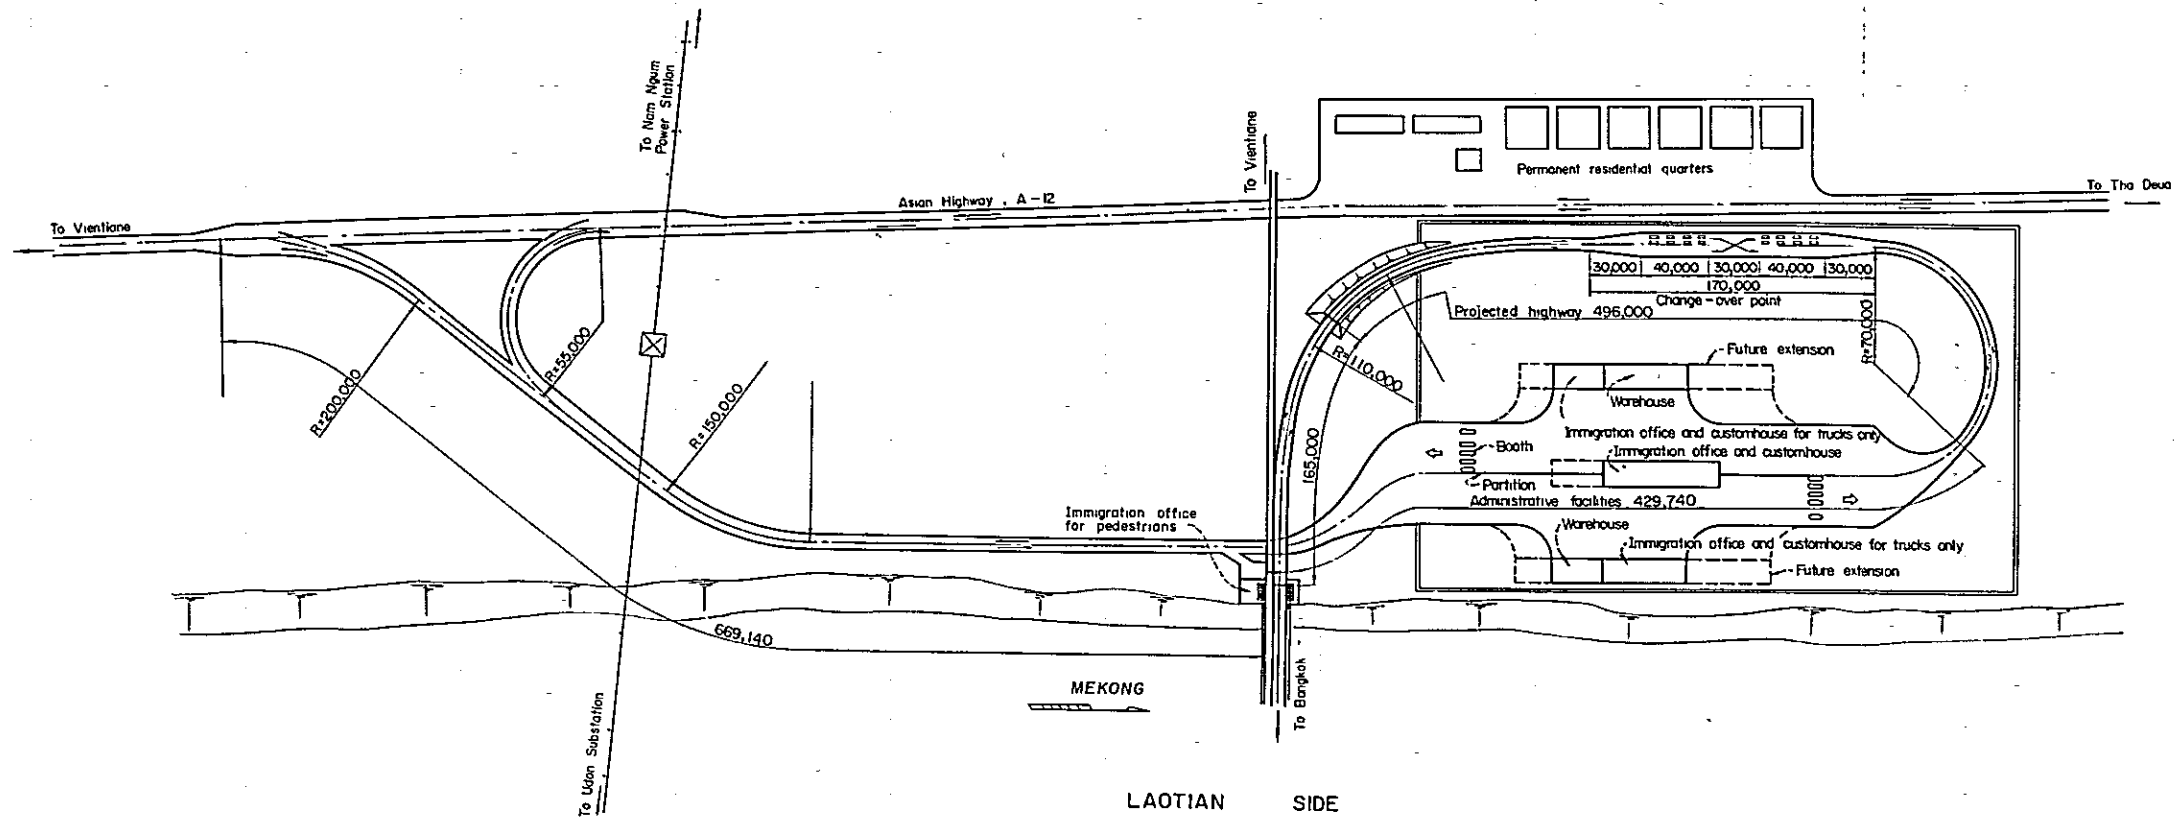 To Nam Ngum
Power Station
To Vientiane
Permanent residential quarters
To Tha Deua
Asian Highway, A-12
To Vientiane
30,000 40,000 30,000 40,000 30,000
170,000
Change-over point
Projected highway 496,000
R=70,000
R=55,000
R=110,000
Future extension
R=200,000
R=150,000
Warehouse
Immigration office and customhouse for trucks only
Booth
Immigration office and customhouse
165,000
Partition
Administrative facilities 429,740
Immigration office
for pedestrians
Warehouse
Immigration office and customhouse for trucks only
Future extension
669,140
MEKONG
To Bangkok
To Udon Substation
LAOTIAN SIDE